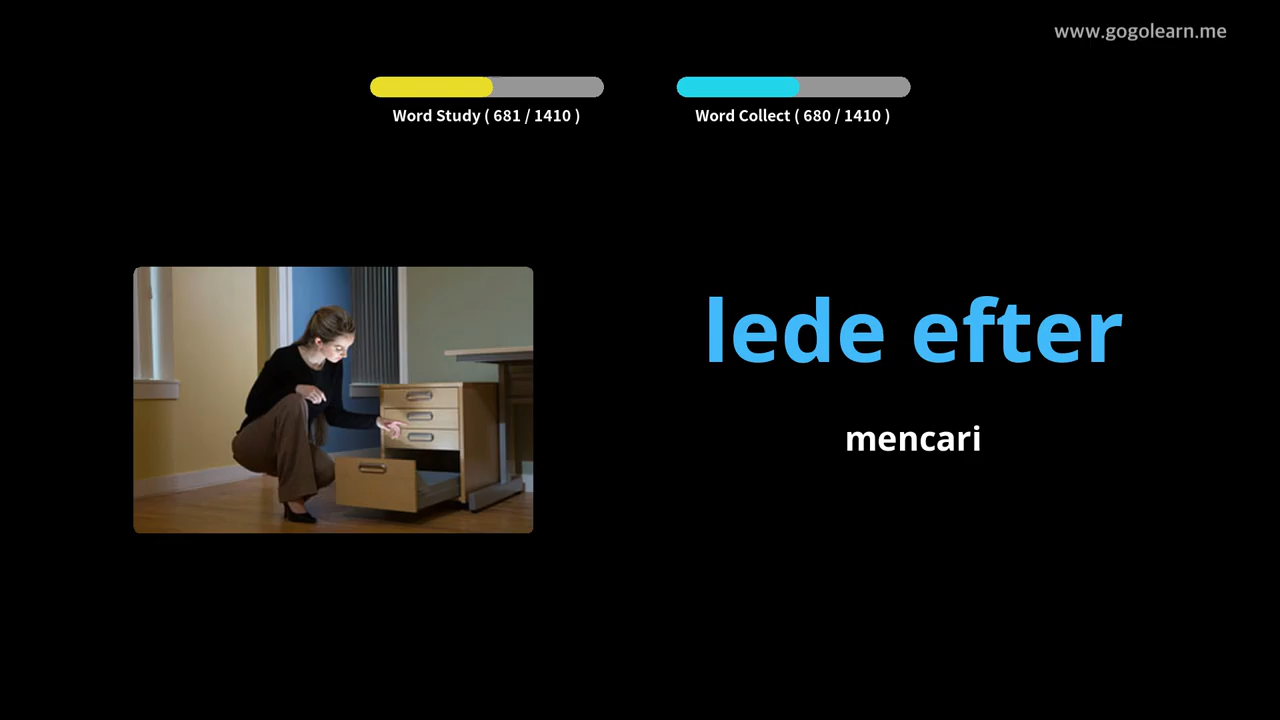 www.gogolearn.me
Word Study ( 681 / 1410 )
Word Collect ( 680 / 1410 )
lede efter
mencari